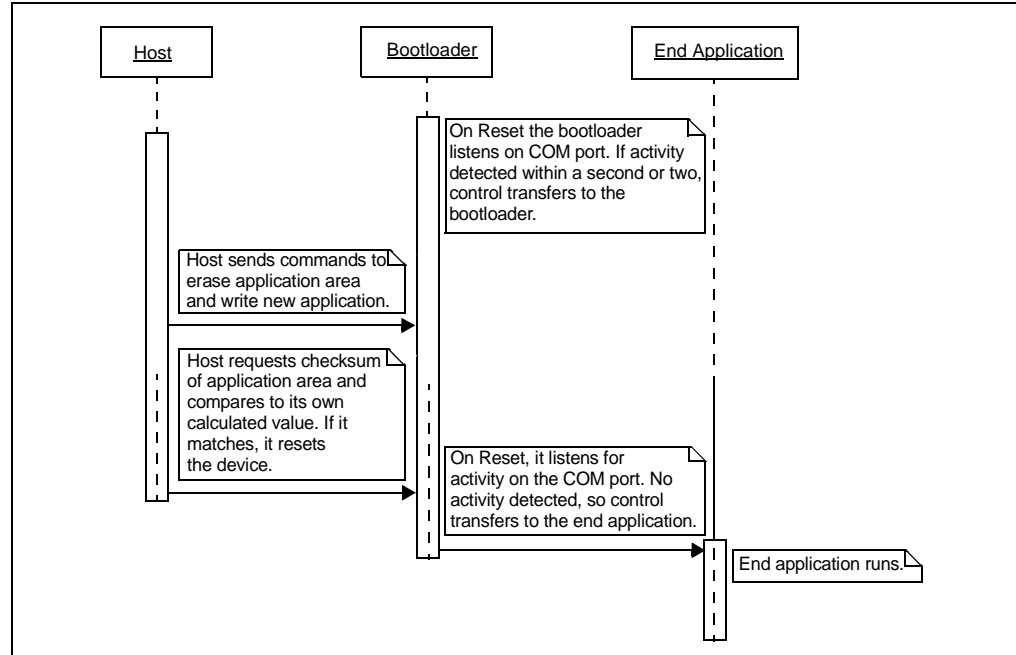 Host
Bootloader
End Application
On Reset the bootloader
listens on COM port. If activity
detected within a second or two,
control transfers to the
bootloader.
Host sends commands to
erase application area
and write new application.
Host requests checksum
of application area and
compares to its own
calculated value. If it
matches, it resets
the device.
On Reset, it listens for
activity on the COM port. No
activity detected, so control
transfers to the end application.
End application runs.